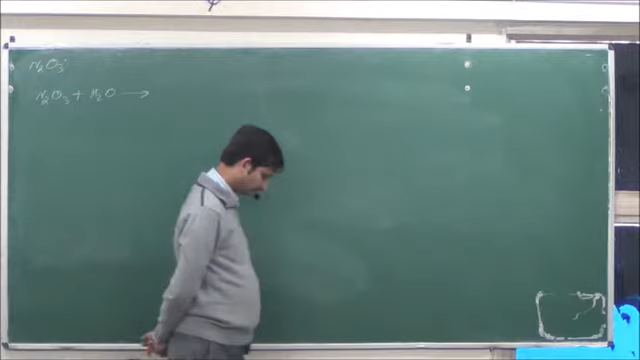 N₂O₃
N₂O₃ + H₂O ⟶